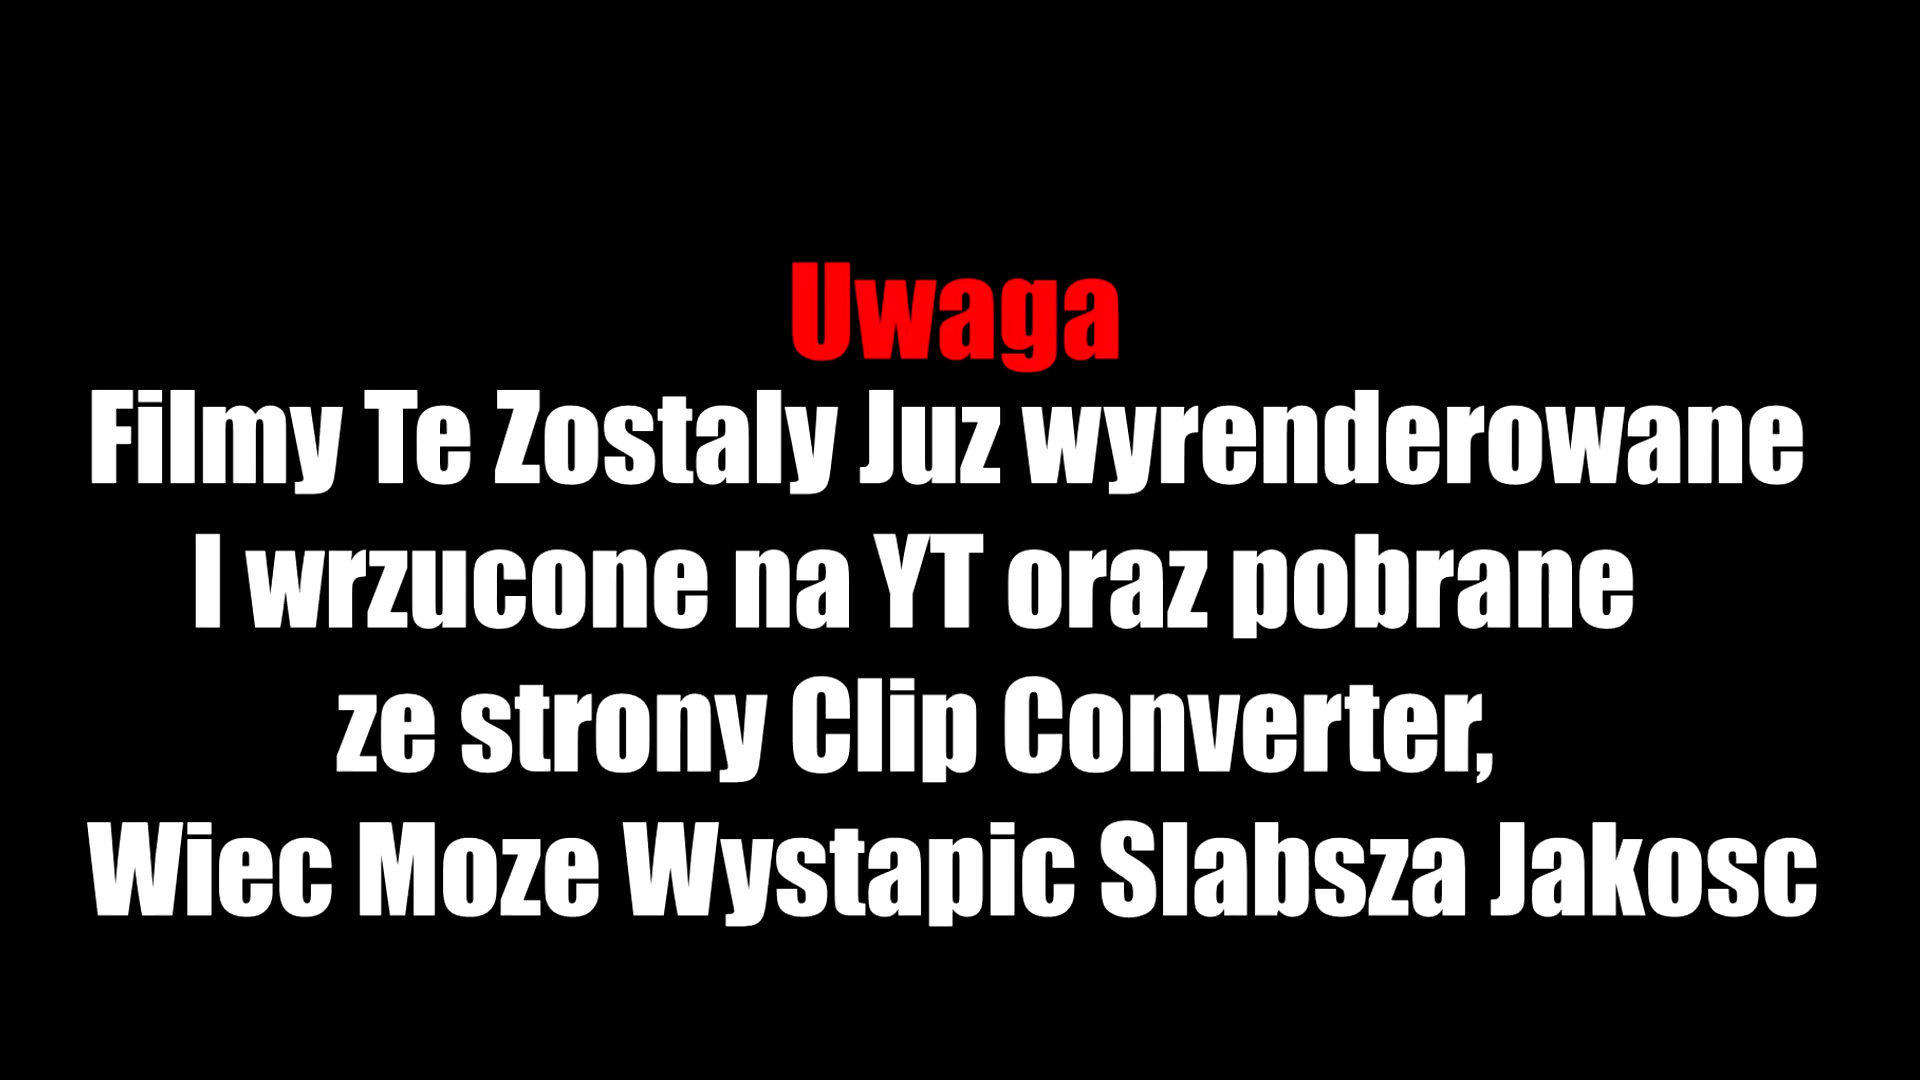 Uwaga
Filmy Te Zostaly Juz wyrenderowane
I wrzucone na YT oraz pobrane
ze strony Clip Converter,
Wiec Moze Wystapic Slabsza Jakosc